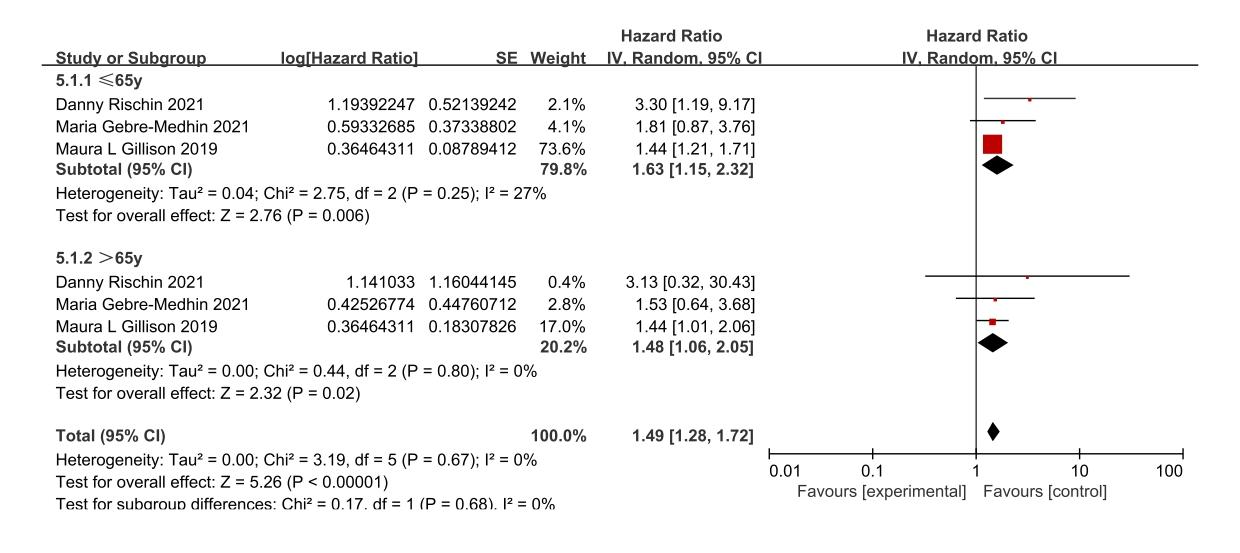 Hazard Ratio Hazard Ratio
Study or Subgroup log[Hazard Ratio] SE Weight IV, Random, 95% CI IV, Random, 95% CI
5.1.1 ≤65y
Danny Rischin 2021 1.19392247 0.52139242 2.1% 3.30 [1.19, 9.17]
Maria Gebre-Medhin 2021 0.59332685 0.37338802 4.1% 1.81 [0.87, 3.76]
Maura L Gillison 2019 0.36464311 0.08789412 73.6% 1.44 [1.21, 1.71]
Subtotal (95% CI) 79.8% 1.63 [1.15, 2.32]
Heterogeneity: Tau² = 0.04; Chi² = 2.75, df = 2 (P = 0.25); I² = 27%
Test for overall effect: Z = 2.76 (P = 0.006)
5.1.2 ＞65y
Danny Rischin 2021 1.141033 1.16044145 0.4% 3.13 [0.32, 30.43]
Maria Gebre-Medhin 2021 0.42526774 0.44760712 2.8% 1.53 [0.64, 3.68]
Maura L Gillison 2019 0.36464311 0.18307826 17.0% 1.44 [1.01, 2.06]
Subtotal (95% CI) 20.2% 1.48 [1.06, 2.05]
Heterogeneity: Tau² = 0.00; Chi² = 0.44, df = 2 (P = 0.80); I² = 0%
Test for overall effect: Z = 2.32 (P = 0.02)
Total (95% CI) 100.0% 1.49 [1.28, 1.72]
Heterogeneity: Tau² = 0.00; Chi² = 3.19, df = 5 (P = 0.67); I² = 0%
Test for overall effect: Z = 5.26 (P < 0.00001)
Test for subgroup differences: Chi² = 0.17, df = 1 (P = 0.68), I² = 0%
0.01 0.1 1 10 100
Favours [experimental] Favours [control]